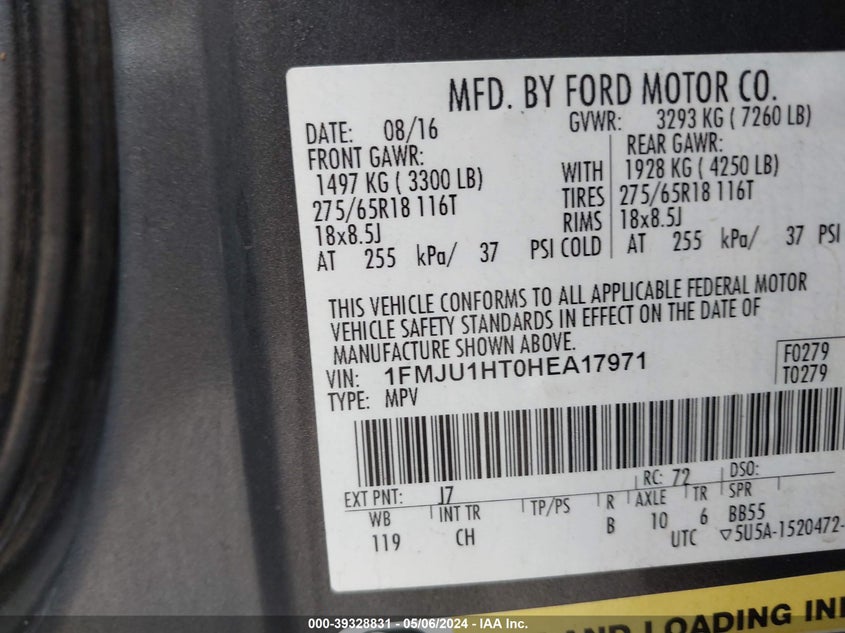 MFD. BY FORD MOTOR CO.
DATE: 08/16 GVWR: 3293 KG ( 7260 LB)
FRONT GAWR: REAR GAWR:
1497 KG ( 3300 LB) WITH 1928 KG ( 4250 LB)
275/65R18 116T TIRES 275/65R18 116T
18x8.5J RIMS 18x8.5J
AT 255 kPa/ 37 PSI COLD AT 255 kPa/ 37 PSI
THIS VEHICLE CONFORMS TO ALL APPLICABLE FEDERAL MOTOR
VEHICLE SAFETY STANDARDS IN EFFECT ON THE DATE OF
MANUFACTURE SHOWN ABOVE.
VIN: 1FMJU1HT0HEA17971 F0279
TYPE: MPV T0279
EXT PNT: J7 RC: 72 DSO:
WB INT TR TP/PS R AXLE TR SPR
119 CH B 10 6 BB55
UTC ▽5U5A-1520472-
AND LOADING INF
000-39328831 - 05/06/2024 - IAA Inc.